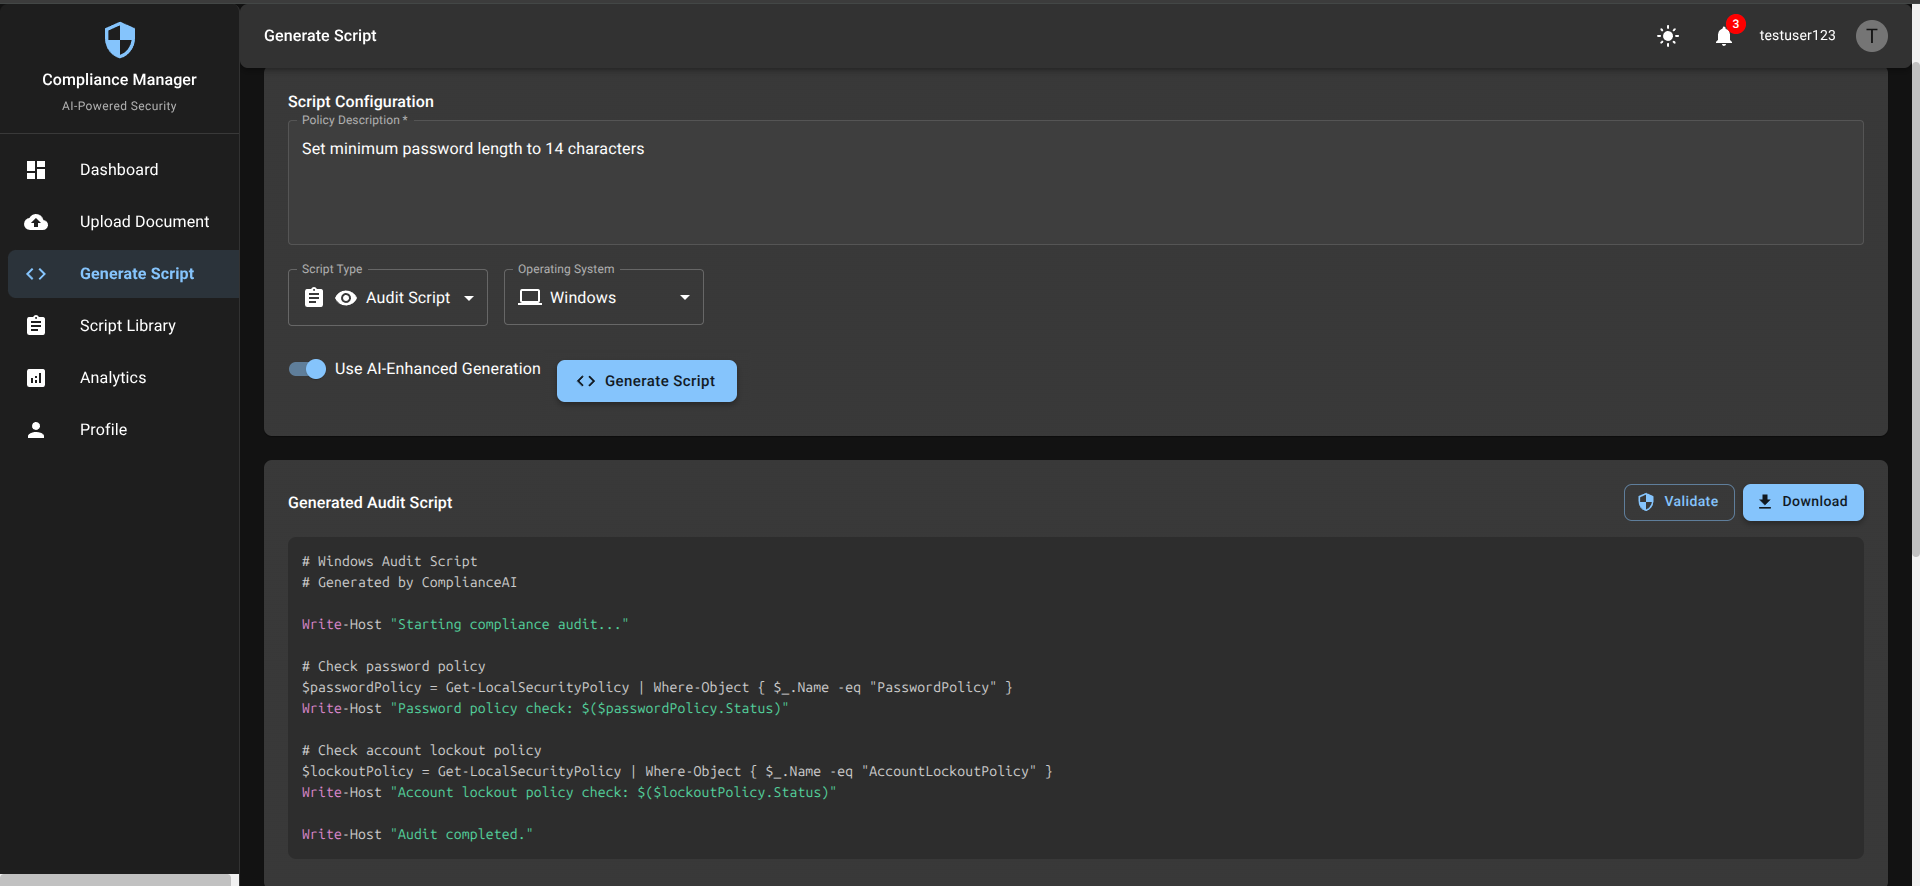 Compliance Manager
AI-Powered Security
Dashboard
Upload Document
Generate Script
Script Library
Analytics
Profile
Generate Script
3
testuser123
T
Script Configuration
Policy Description *
Set minimum password length to 14 characters
Script Type
Audit Script
Operating System
Windows
Use AI-Enhanced Generation
Generate Script
Generated Audit Script
Validate
Download
# Windows Audit Script
# Generated by ComplianceAI
Write-Host "Starting compliance audit..."
# Check password policy
$passwordPolicy = Get-LocalSecurityPolicy | Where-Object { $_.Name -eq "PasswordPolicy" }
Write-Host "Password policy check: $($passwordPolicy.Status)"
# Check account lockout policy
$lockoutPolicy = Get-LocalSecurityPolicy | Where-Object { $_.Name -eq "AccountLockoutPolicy" }
Write-Host "Account lockout policy check: $($lockoutPolicy.Status)"
Write-Host "Audit completed."